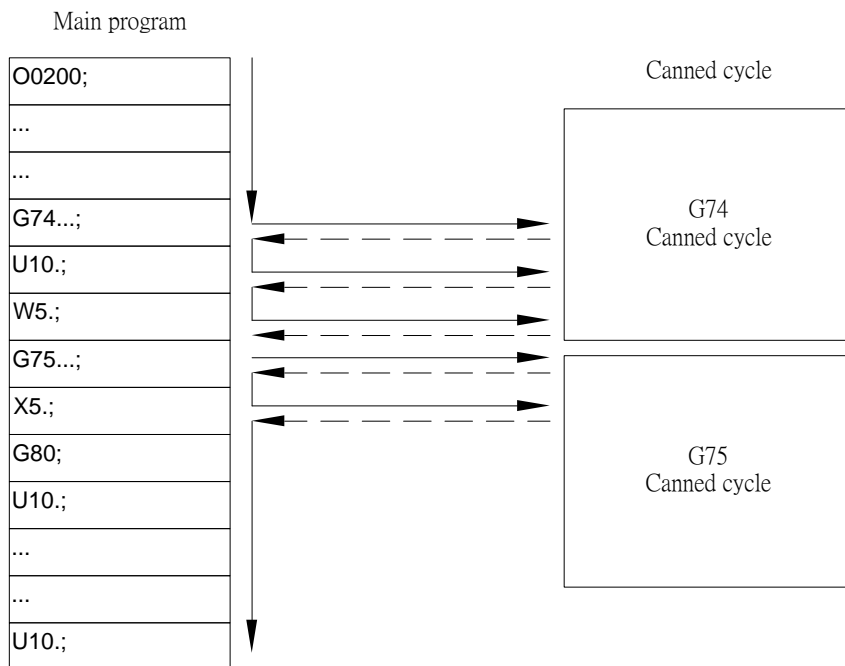 Main program
O0200;
...
...
G74...;
U10.;
W5.;
G75...;
X5.;
G80;
U10.;
...
...
U10.;
Canned cycle
G74
Canned cycle
G75
Canned cycle